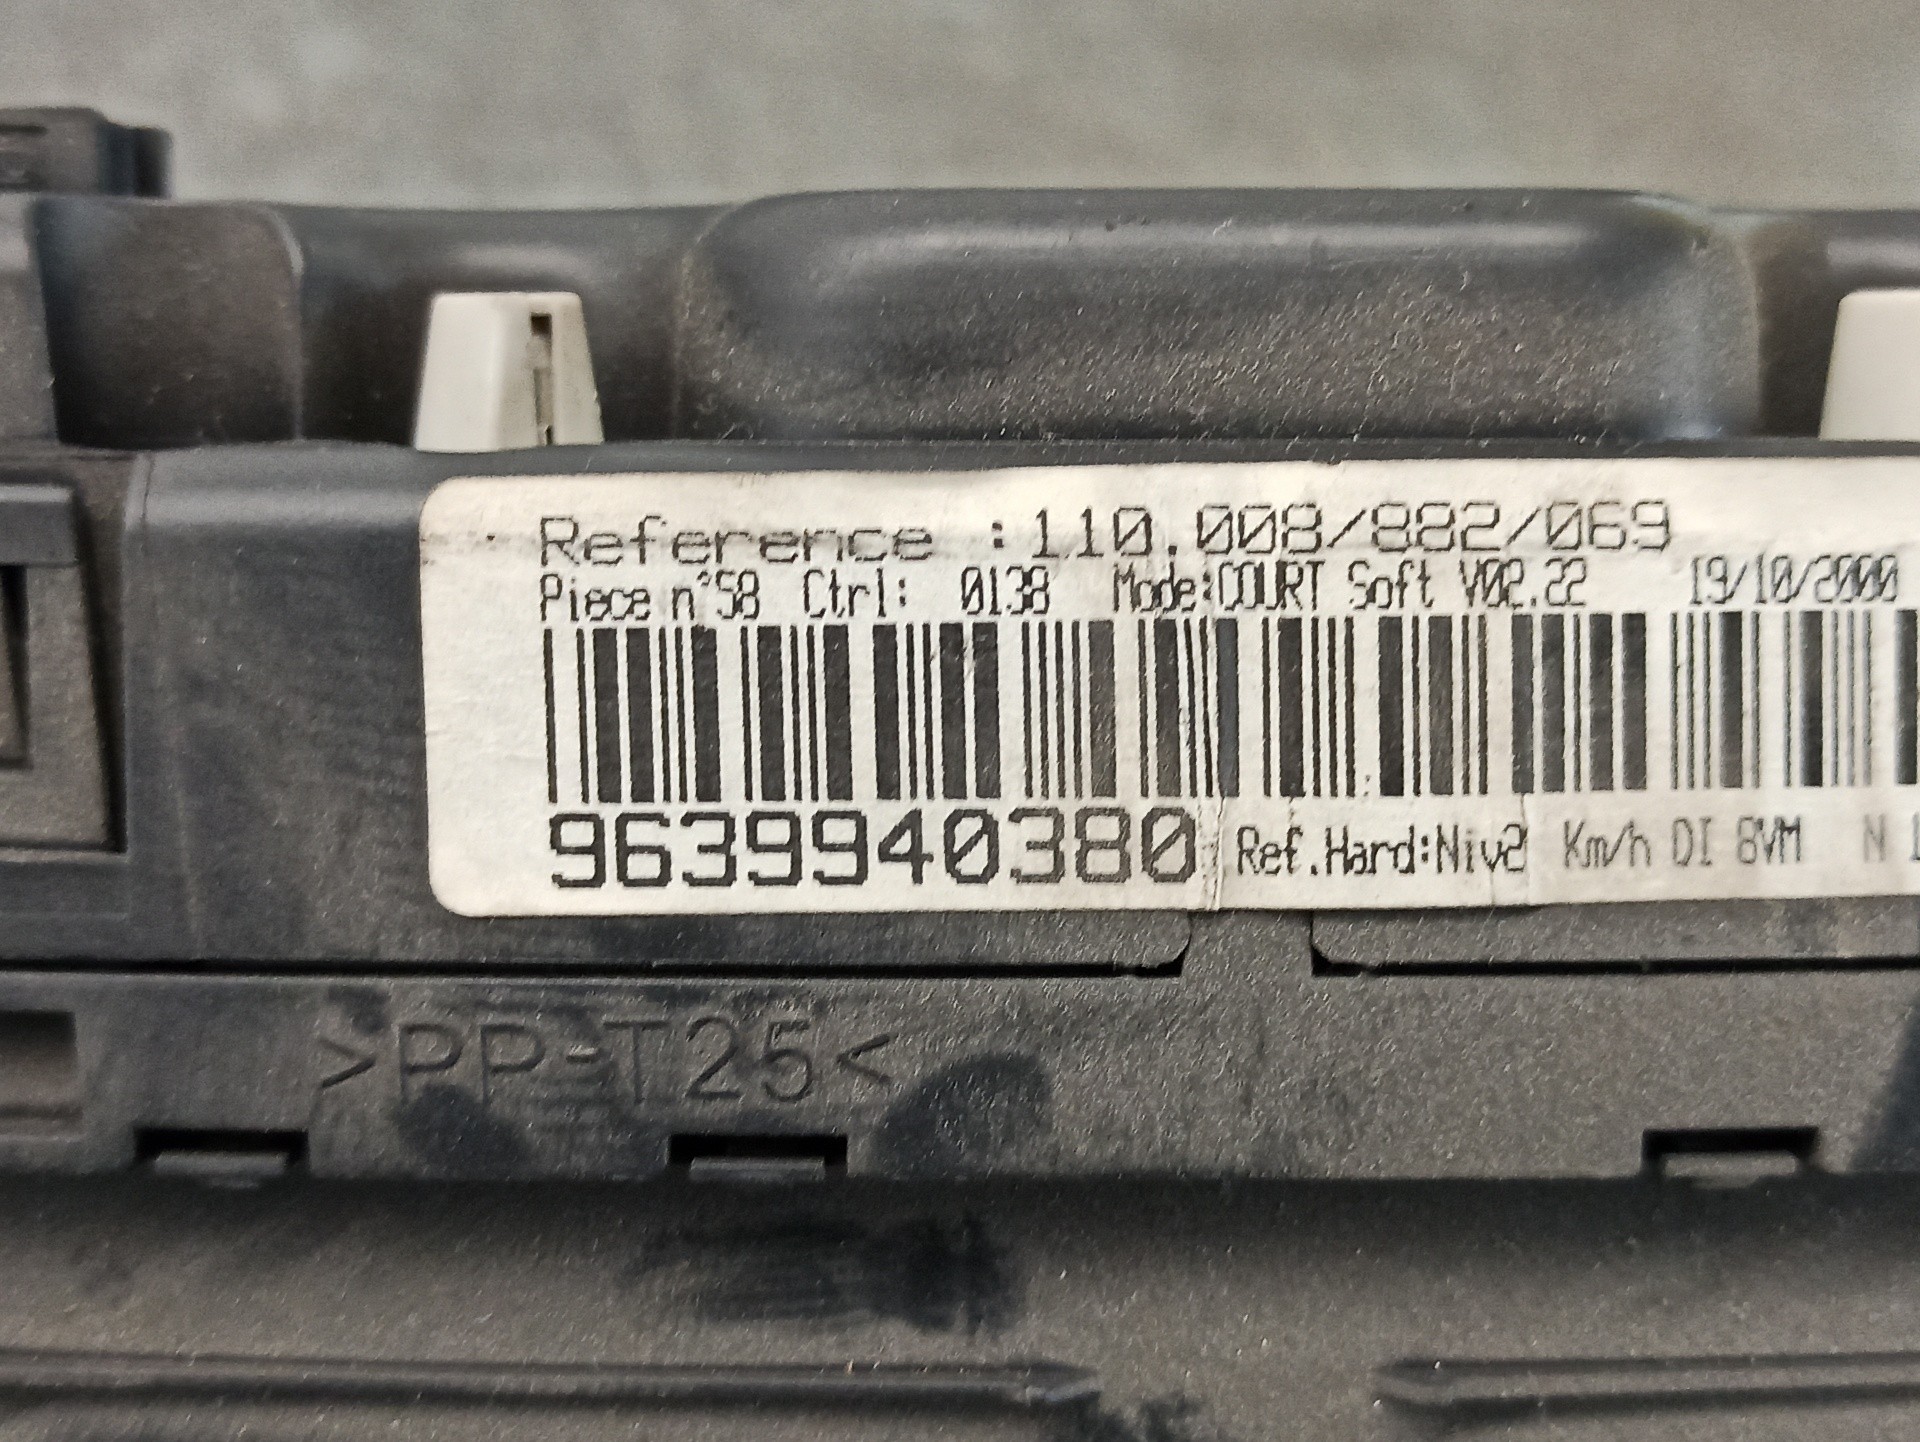 Reference :110.008/882/069
Piece n°58 Ctrl: 0138 Mode:COURT Soft V02.22 19/10/2000
9639940380 Ref.Hard:Niv2 Km/h DI 8VM N 1
>PP-T25<